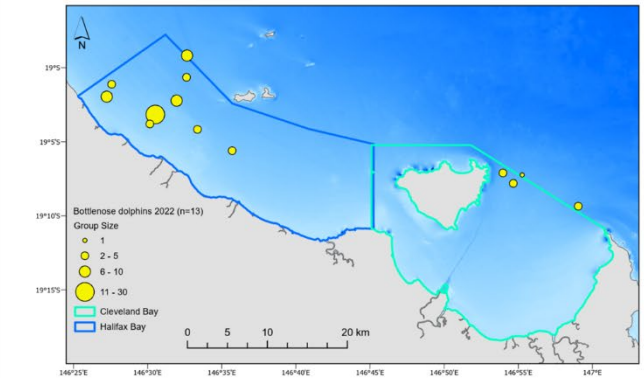 N
19°S
19°5'S
19°10'S
19°15'S
Bottlenose dolphins 2022 (n=13)
Group Size
1
2 - 5
6 - 10
11 - 30
Cleveland Bay
Halifax Bay
0 5 10 20 km
146°25'E 146°30'E 146°35'E 146°40'E 146°45'E 146°50'E 146°55'E 147°E